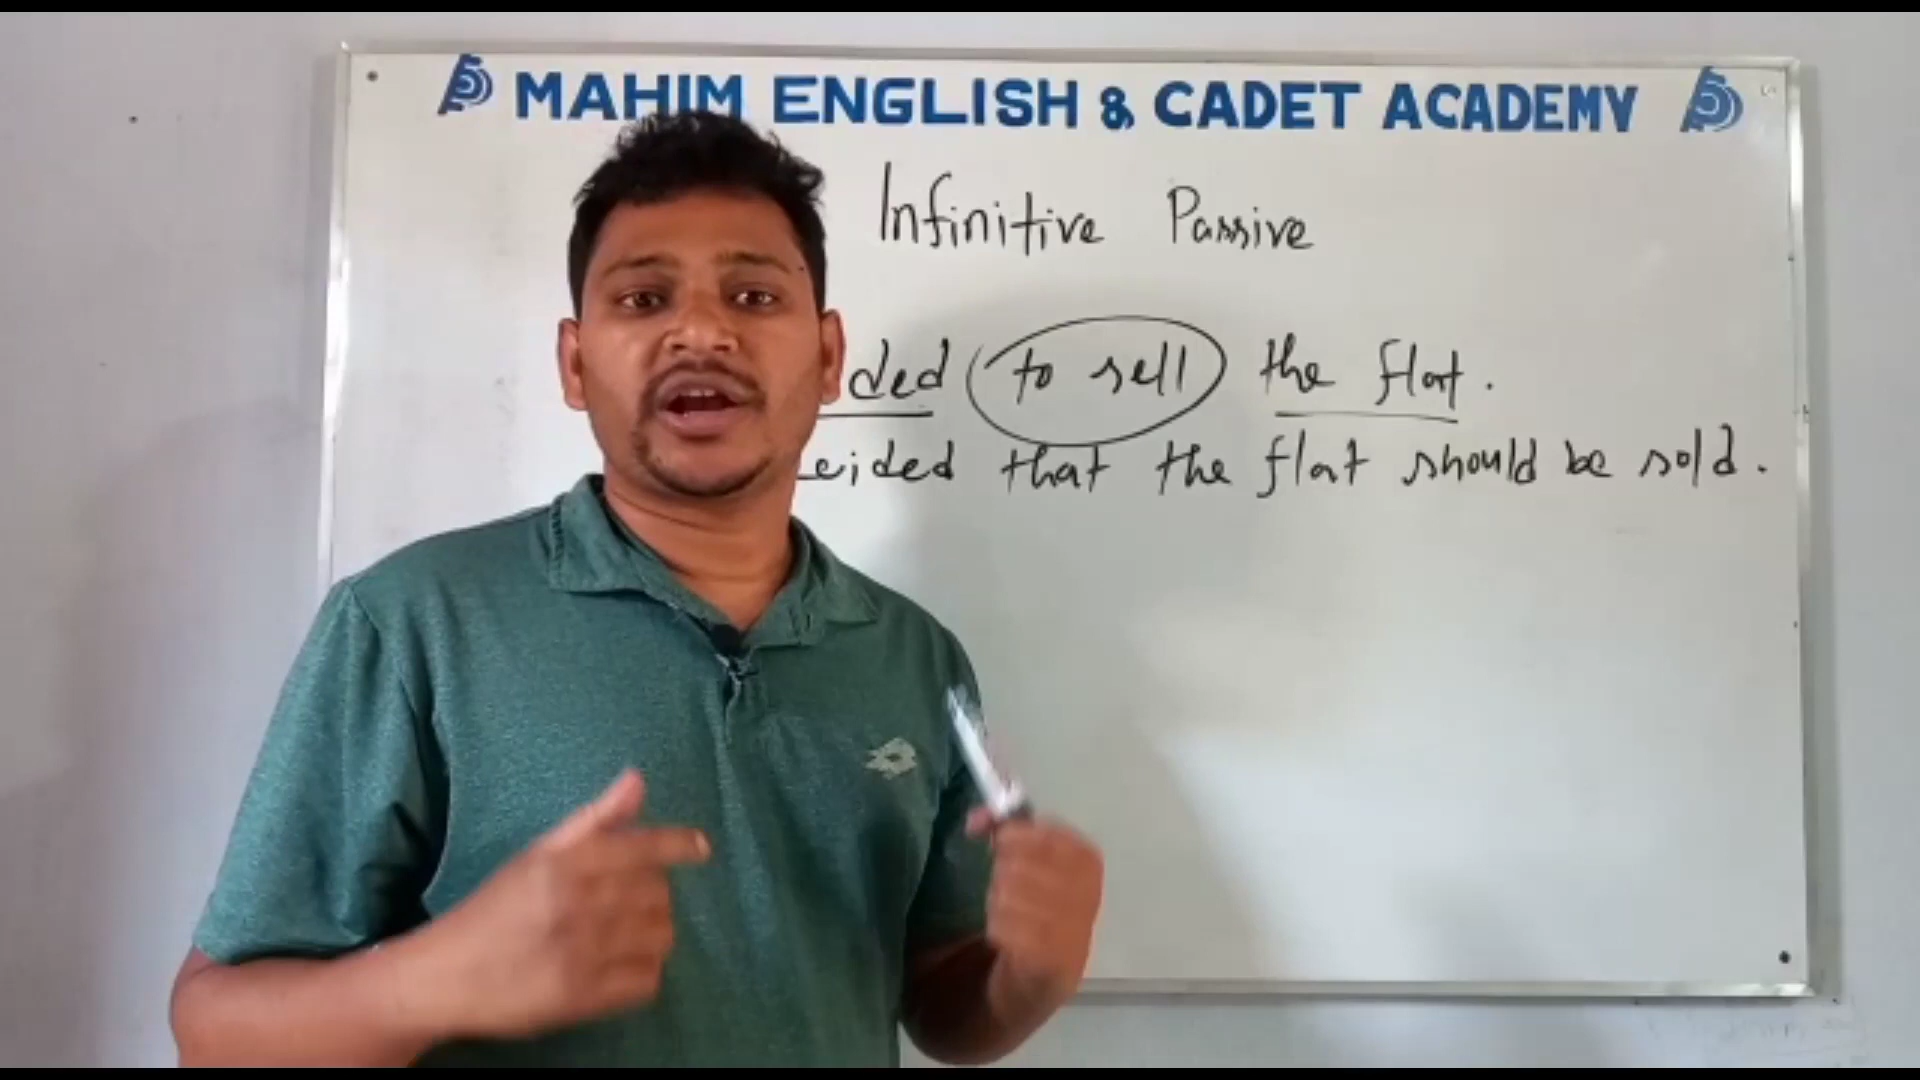 MAHIM ENGLISH & CADET ACADEMY
Infinitive Passive
ded to sell the flat.
cided that the flat should be sold.